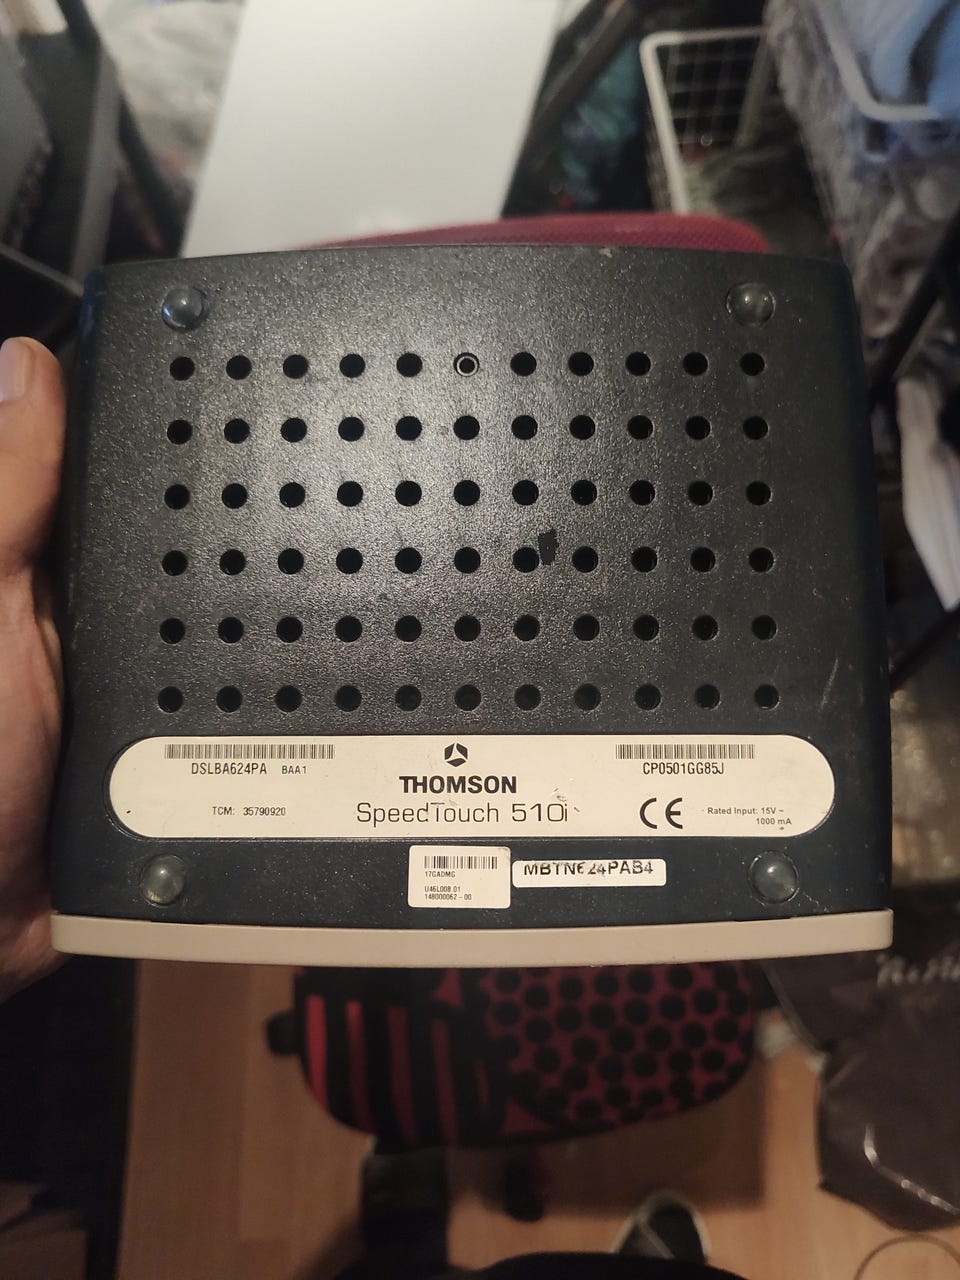 DSLBA624PA BAA1
THOMSON
CP0501GG85J
TCM: 35790920
SpeedTouch 510i
CE
Rated Input: 15V ~
1000 mA
17GADMG
U46L008.01
148000062-00
MBTN624PAB4